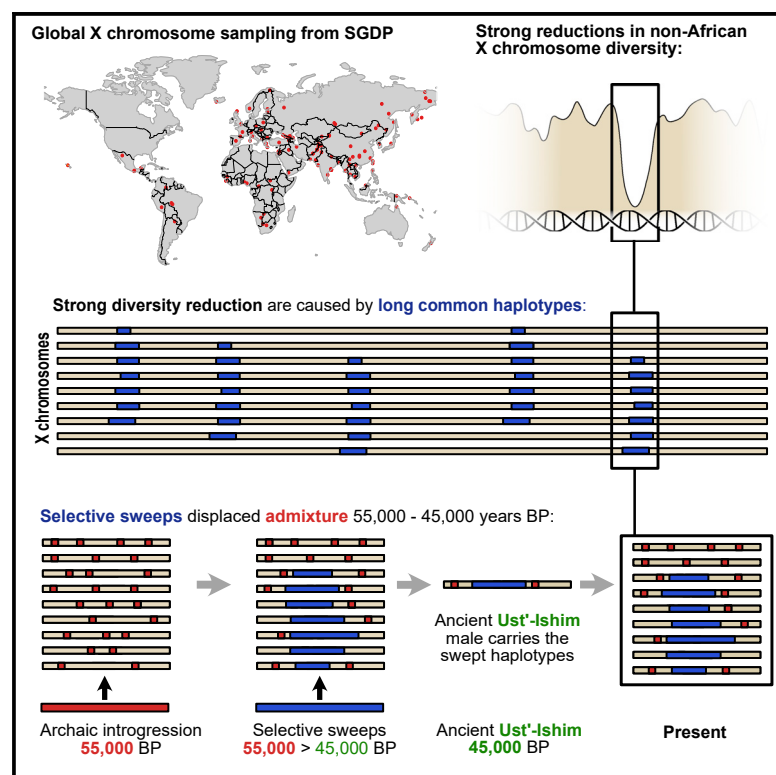 Global X chromosome sampling from SGDP
Strong reductions in non-African
X chromosome diversity:
Strong diversity reduction are caused by long common haplotypes:
X chromosomes
Selective sweeps displaced admixture 55,000 - 45,000 years BP:
Ancient Ust'-Ishim
male carries the
swept haplotypes
Archaic introgression
55,000 BP
Selective sweeps
55,000 > 45,000 BP
Ancient Ust'-Ishim
45,000 BP
Present